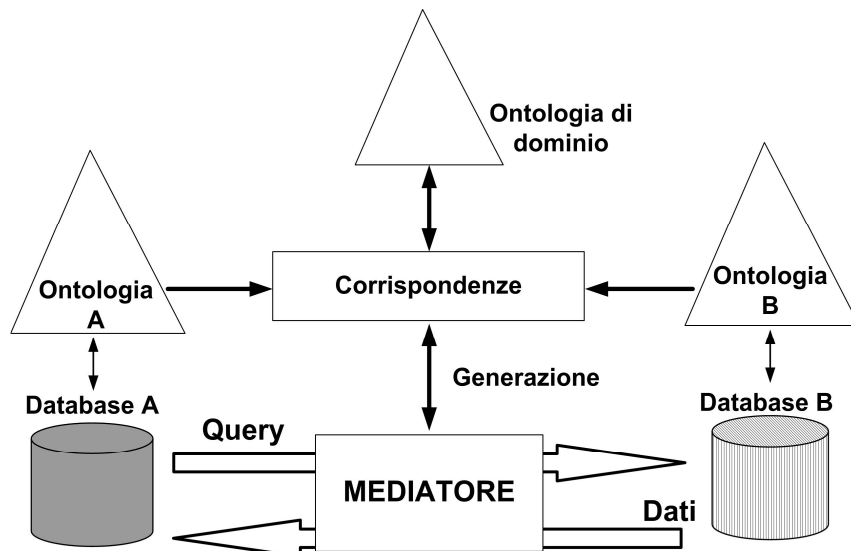 Ontologia di
dominio
Ontologia
A
Corrispondenze
Ontologia
B
Generazione
Database A
Database B
Query
MEDIATORE
Dati